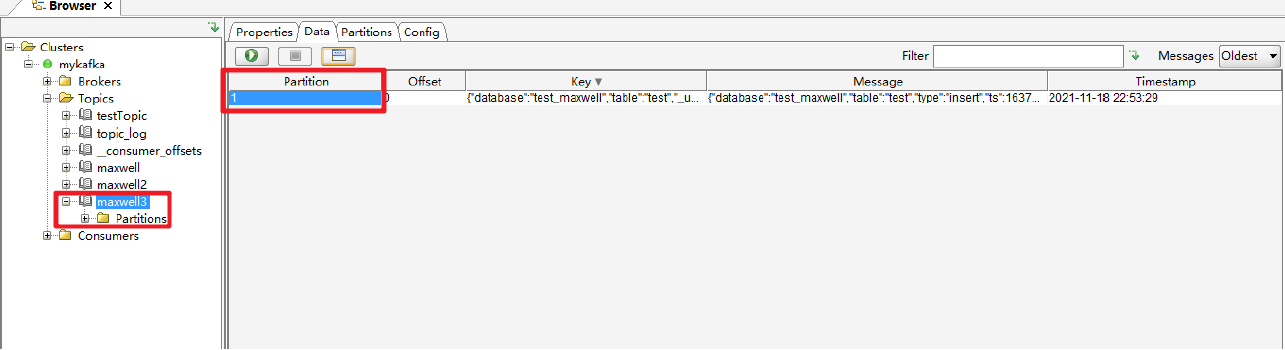 Browser
Clusters
mykafka
Brokers
Topics
testTopic
topic_log
__consumer_offsets
maxwell
maxwell2
maxwell3
Partitions
Consumers
Properties Data Partitions Config
Filter Messages Oldest
Partition Offset Key Message Timestamp
1 0 {"database":"test_maxwell","table":"test","_u... {"database":"test_maxwell","table":"test","type":"insert","ts":1637... 2021-11-18 22:53:29